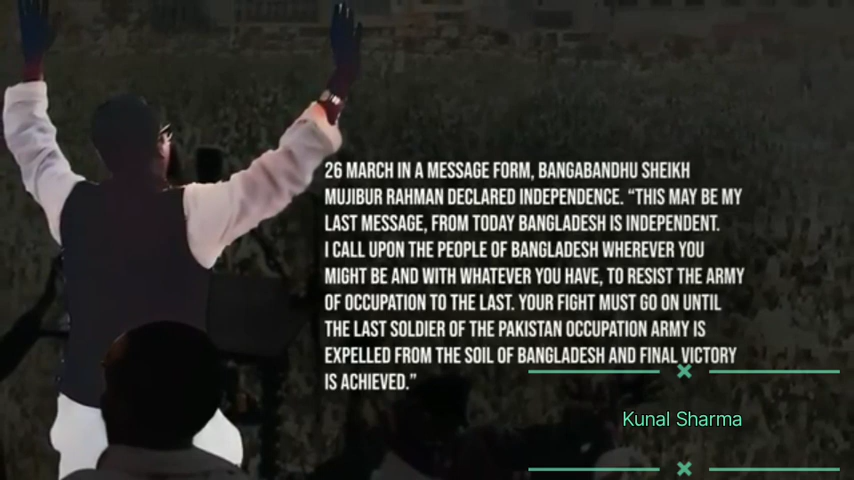 26 MARCH IN A MESSAGE FORM, BANGABANDHU SHEIKH
MUJIBUR RAHMAN DECLARED INDEPENDENCE. “THIS MAY BE MY
LAST MESSAGE, FROM TODAY BANGLADESH IS INDEPENDENT.
I CALL UPON THE PEOPLE OF BANGLADESH WHEREVER YOU
MIGHT BE AND WITH WHATEVER YOU HAVE, TO RESIST THE ARMY
OF OCCUPATION TO THE LAST. YOUR FIGHT MUST GO ON UNTIL
THE LAST SOLDIER OF THE PAKISTAN OCCUPATION ARMY IS
EXPELLED FROM THE SOIL OF BANGLADESH AND FINAL VICTORY
IS ACHIEVED.”
Kunal Sharma